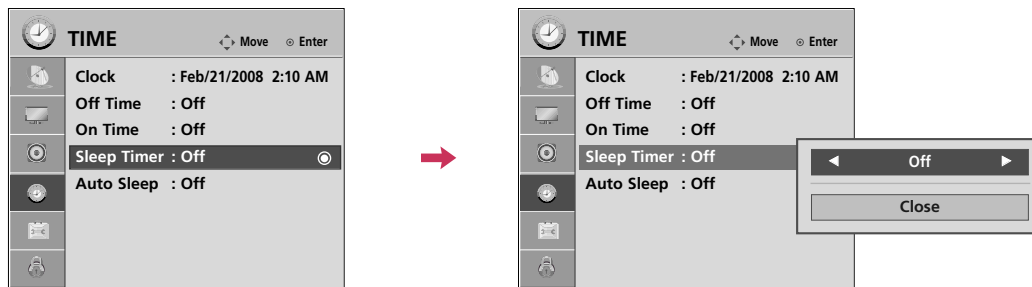 TIME Move Enter
Clock : Feb/21/2008 2:10 AM
Off Time : Off
On Time : Off
Sleep Timer : Off
Auto Sleep : Off
TIME Move Enter
Clock : Feb/21/2008 2:10 AM
Off Time : Off
On Time : Off
Sleep Timer : Off
Auto Sleep : Off
Off
Close